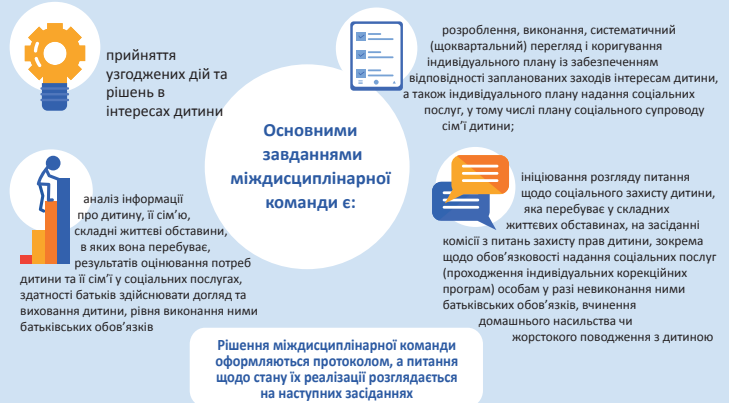 прийняття
узгоджених дій та
рішень в
інтересах дитини
Основними
завданнями
міждисциплінарної
команди є:
розроблення, виконання, систематичний
(щоквартальний) перегляд і коригування
індивідуального плану із забезпеченням
відповідності запланованих заходів інтересам дитини,
а також індивідуального плану надання соціальних
послуг, у тому числі плану соціального супроводу
сім’ї дитини;
аналіз інформації
про дитину, її сім’ю,
складні життєві обставини,
в яких вона перебуває,
результатів оцінювання потреб
дитини та її сім’ї у соціальних послугах,
здатності батьків здійснювати догляд та
виховання дитини, рівня виконання ними
батьківських обов’язків
ініціювання розгляду питання
щодо соціального захисту дитини,
яка перебуває у складних
життєвих обставинах, на засіданні
комісії з питань захисту прав дитини, зокрема
щодо обов’язковості надання соціальних послуг
(проходження індивідуальних корекційних
програм) особам у разі невиконання ними
батьківських обов’язків, вчинення
домашнього насильства чи
жорстокого поводження з дитиною
Рішення міждисциплінарної команди
оформляються протоколом, а питання
щодо стану їх реалізації розглядається
на наступних засіданнях